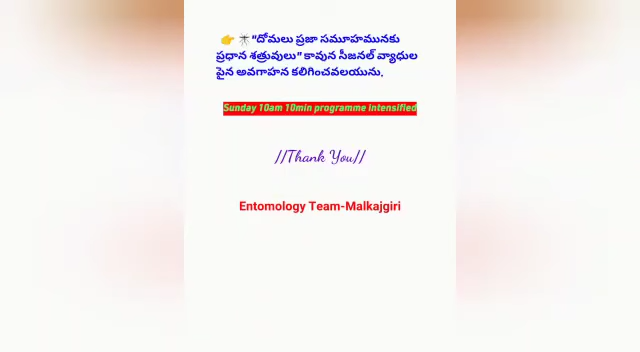 👉 🦟"దోమలు ప్రజా సమూహమునకు
ప్రధాన శత్రువులు" కావున సీజనల్ వ్యాధుల
పైన అవగాహన కలిగించవలయును.
Sunday 10am 10min programme intensified
//Thank You//
Entomology Team-Malkajgiri